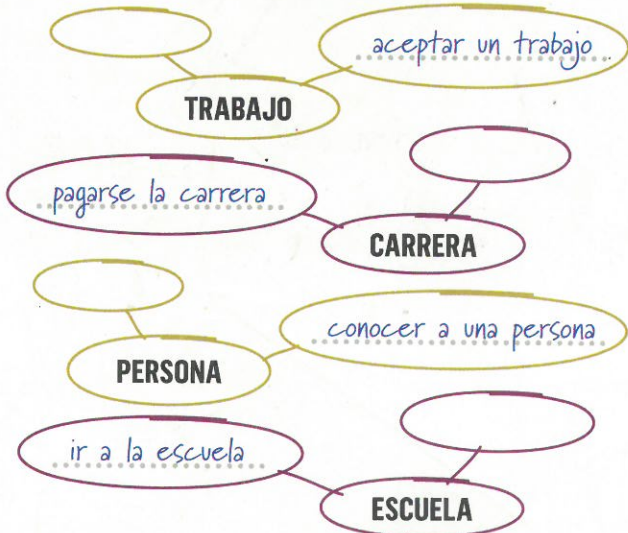 aceptar un trabajo
TRABAJO
pagarse la carrera
CARRERA
conocer a una persona
PERSONA
ir a la escuela
ESCUELA